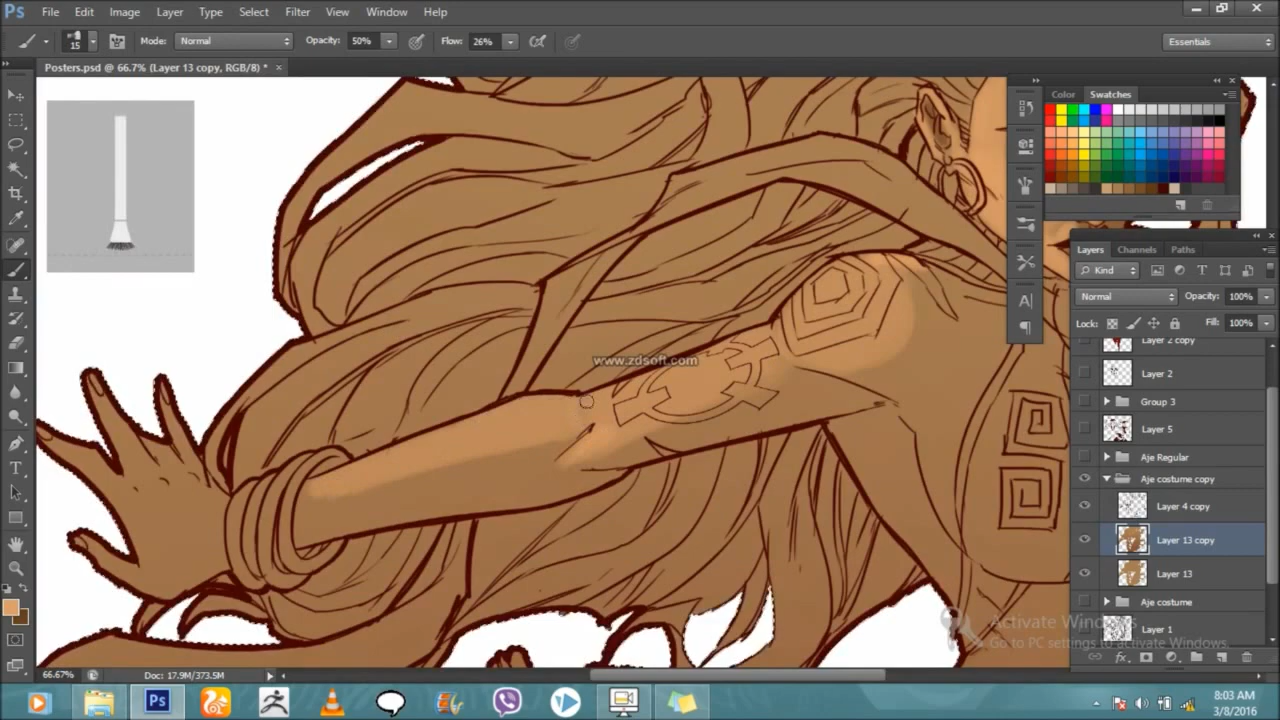 Ps File Edit Image Layer Type Select Filter View Window Help
15 Mode: Normal Opacity: 50% Flow: 26% Essentials
Posters.psd @ 66.7% (Layer 13 copy, RGB/8) * ×
Color Swatches
www.zdsoft.com
Layers Channels Paths
Kind
Normal Opacity: 100%
Lock: Fill: 100%
Layer 2 copy
Layer 2
Group 3
Layer 5
Aje Regular
Aje costume copy
Layer 4 copy
Layer 13 copy
Layer 13
Aje costume
Layer 1
Activate Windows
Go to PC settings to activate Windows.
66.67% Doc: 17.9M/373.5M
Ps
8:03 AM
3/8/2016